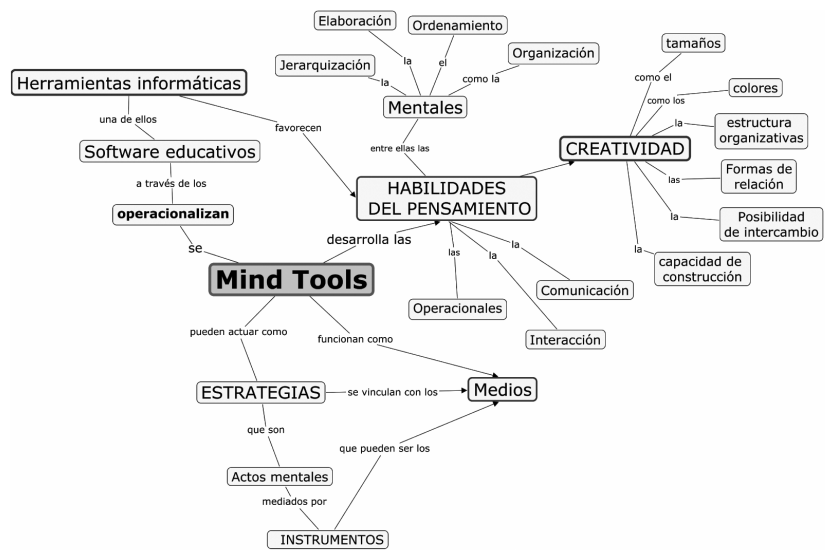 Elaboración
Ordenamiento
Jerarquización
la
el
Organización
la
como la
Mentales
tamaños
como el
colores
como los
la
estructura
organizativas
CREATIVIDAD
las
Formas de
relación
la
Posibilidad
de intercambio
la
capacidad de
construcción
Herramientas informáticas
una de ellos
favorecen
entre ellas las
Software educativos
a través de los
operacionalizan
HABILIDADES
DEL PENSAMIENTO
se
desarrolla las
las
la
la
Mind Tools
Comunicación
Operacionales
Interacción
pueden actuar como
funcionan como
ESTRATEGIAS
se vinculan con los
Medios
que son
que pueden ser los
Actos mentales
mediados por
INSTRUMENTOS